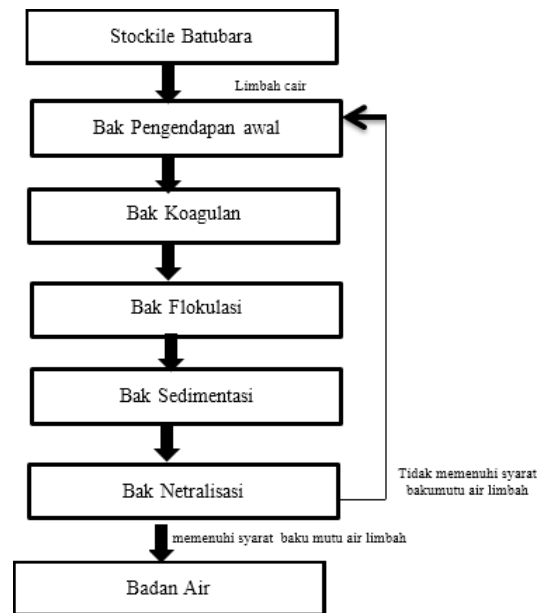 Stockile Batubara
Limbah cair
Bak Pengendapan awal
Bak Koagulan
Bak Flokulasi
Bak Sedimentasi
Bak Netralisasi
Tidak memenuhi syarat
bakumutu air limbah
memenuhi syarat baku mutu air limbah
Badan Air